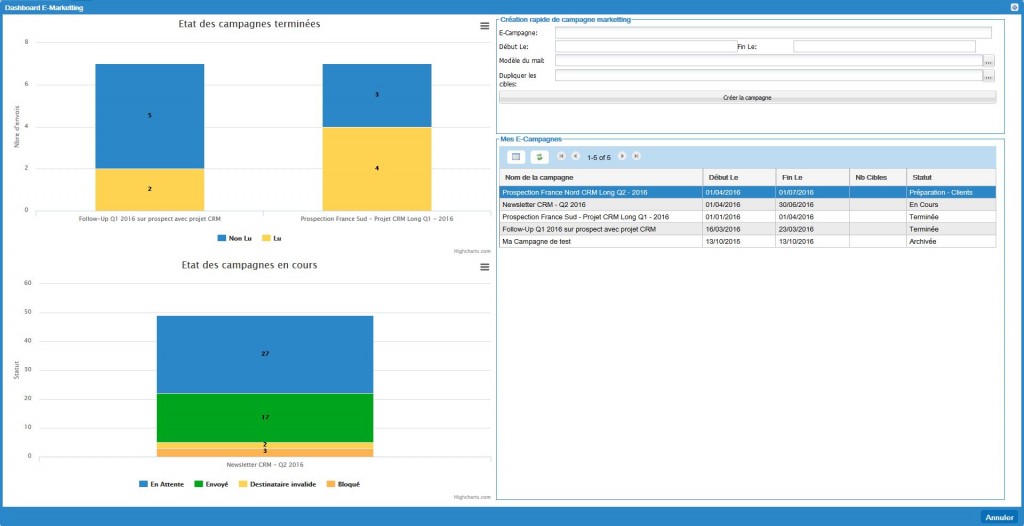 Dashboard E-Marketting
Etat des campagnes terminées
8
6
4
2
0
Nbre d'envois
5
2
3
4
Follow-Up Q1 2016 sur prospect avec projet CRM
Prospection France Sud - Projet CRM Long Q1 - 2016
Non Lu
Lu
Highcharts.com
Etat des campagnes en cours
60
50
40
30
20
10
0
Statut
27
17
2
3
Newsletter CRM - Q2 2016
En Attente
Envoyé
Destinataire invalide
Bloqué
Highcharts.com
Création rapide de campagne marketting
E-Campagne:
Début Le:
Fin Le:
Modèle du mail:
...
Dupliquer les
cibles:
...
Créer la campagne
Mes E-Campagnes
1-5 of 5
Nom de la campagne Début Le Fin Le Nb Cibles Statut
Prospection France Nord CRM Long Q2 - 2016 01/04/2016 01/07/2016 Préparation - Clients
Newsletter CRM - Q2 2016 01/04/2016 30/06/2016 En Cours
Prospection France Sud - Projet CRM Long Q1 - 2016 01/01/2016 01/04/2016 Terminée
Follow-Up Q1 2016 sur prospect avec projet CRM 16/03/2016 23/03/2016 Terminée
Ma Campagne de test 13/10/2016 13/10/2016 Archivée
Annuler